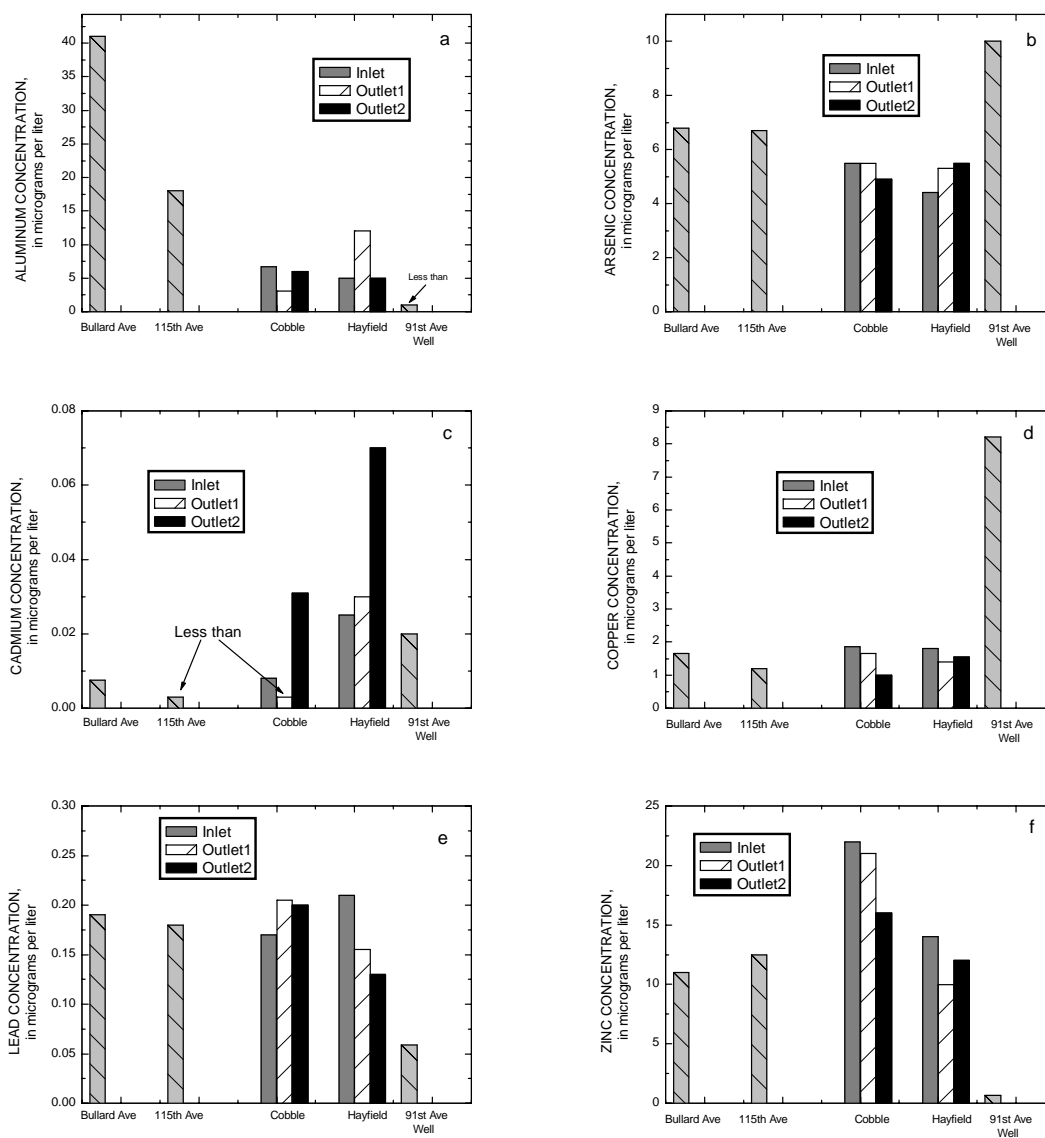 a
ALUMINUM CONCENTRATION,
in micrograms per liter
40
35
30
25
20
15
10
5
0
Inlet
Outlet1
Outlet2
Less than
Bullard Ave
115th Ave
Cobble
Hayfield
91st Ave
Well
b
ARSENIC CONCENTRATION,
in micrograms per liter
10
8
6
4
2
0
Inlet
Outlet1
Outlet2
Bullard Ave
115th Ave
Cobble
Hayfield
91st Ave
Well
c
CADMIUM CONCENTRATION,
in micrograms per liter
0.08
0.06
0.04
0.02
0.00
Inlet
Outlet1
Outlet2
Less than
Bullard Ave
115th Ave
Cobble
Hayfield
91st Ave
Well
d
COPPER CONCENTRATION,
in micrograms per liter
9
8
7
6
5
4
3
2
1
0
Inlet
Outlet1
Outlet2
Bullard Ave
115th Ave
Cobble
Hayfield
91st Ave
Well
e
LEAD CONCENTRATION,
in micrograms per liter
0.30
0.25
0.20
0.15
0.10
0.05
0.00
Inlet
Outlet1
Outlet2
Bullard Ave
115th Ave
Cobble
Hayfield
91st Ave
Well
f
ZINC CONCENTRATION,
in micrograms per liter
25
20
15
10
5
0
Inlet
Outlet1
Outlet2
Bullard Ave
115th Ave
Cobble
Hayfield
91st Ave
Well